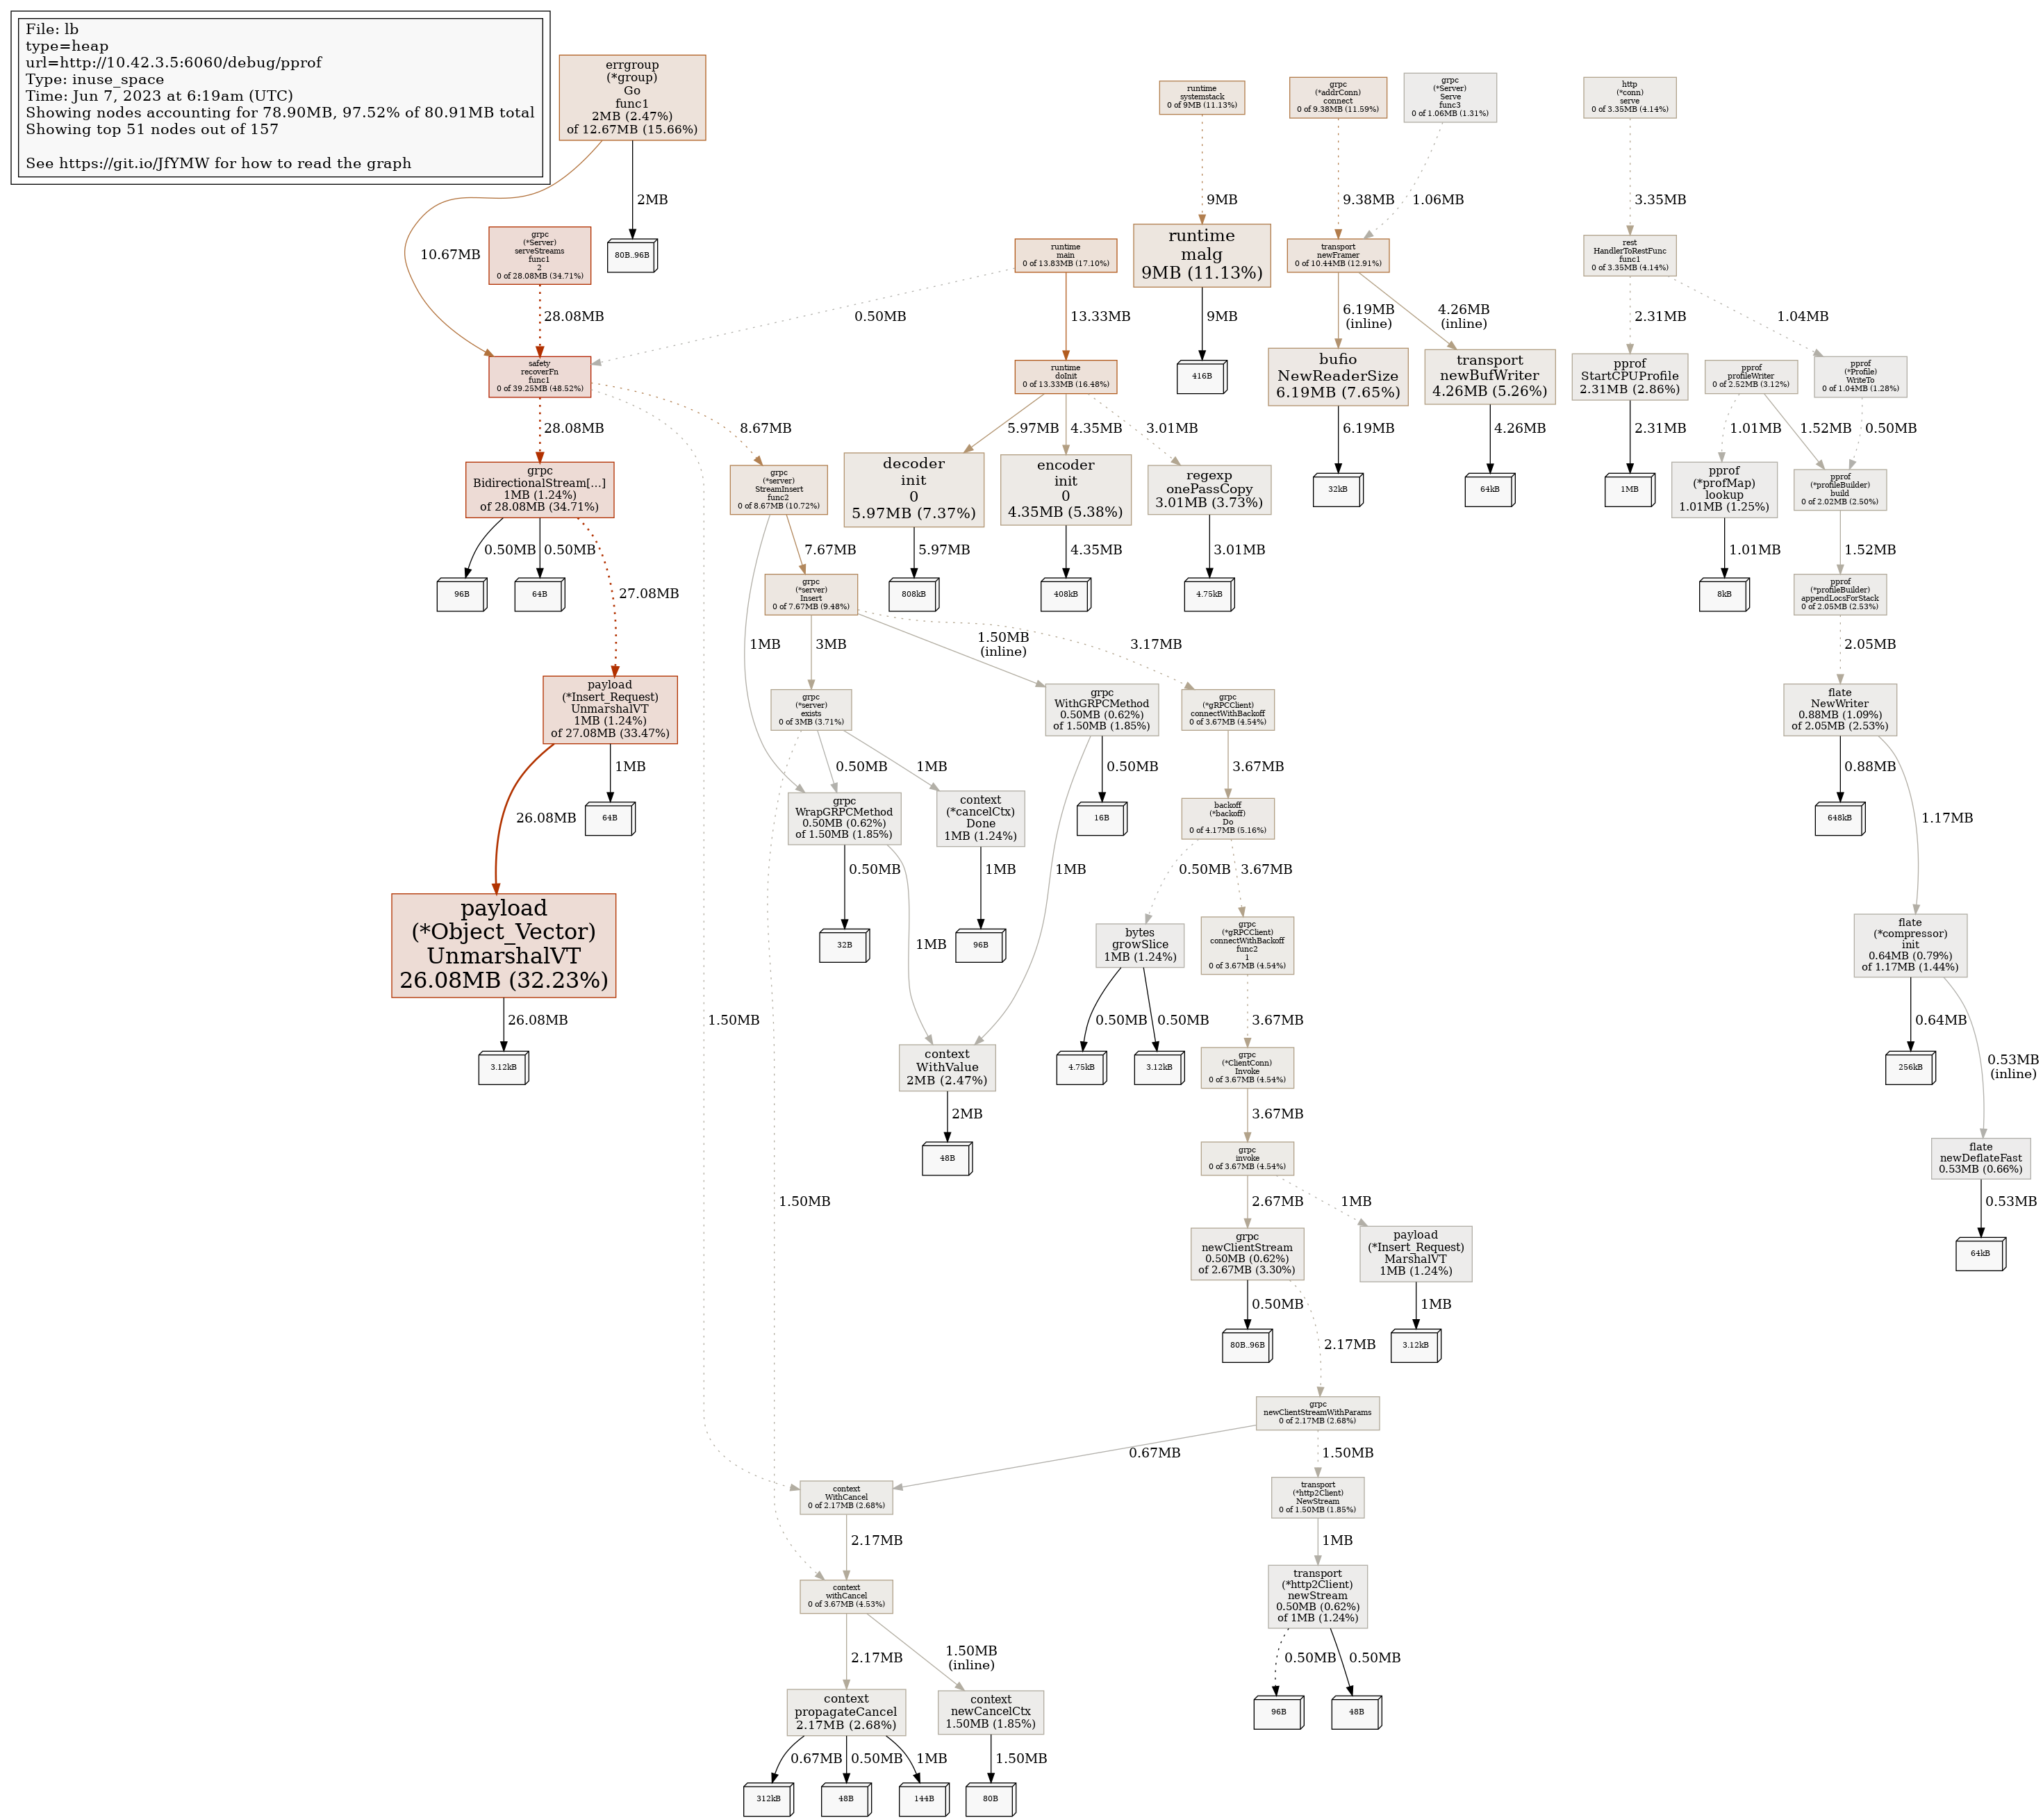 File: lb
type=heap
url=http://10.42.3.5:6060/debug/pprof
Type: inuse_space
Time: Jun 7, 2023 at 6:19am (UTC)
Showing nodes accounting for 78.90MB, 97.52% of 80.91MB total
Showing top 51 nodes out of 157
See https://git.io/JfYMW for how to read the graph
errgroup
(*group)
Go
func1
2MB (2.47%)
of 12.67MB (15.66%)
runtime
systemstack
0 of 9MB (11.13%)
grpc
(*addrConn)
connect
0 of 9.38MB (11.59%)
grpc
(*Server)
Serve
func3
0 of 1.06MB (1.31%)
http
(*conn)
serve
0 of 3.35MB (4.14%)
10.67MB
2MB
80B..96B
9MB
9.38MB
1.06MB
3.35MB
grpc
(*Server)
serveStreams
func1
2
0 of 28.08MB (34.71%)
runtime
main
0 of 13.83MB (17.10%)
runtime
malg
9MB (11.13%)
transport
newFramer
0 of 10.44MB (12.91%)
rest
HandlerToRestFunc
func1
0 of 3.35MB (4.14%)
28.08MB
0.50MB
13.33MB
9MB
6.19MB
(inline)
4.26MB
(inline)
2.31MB
1.04MB
safety
recoverFn
func1
0 of 39.25MB (48.52%)
runtime
doInit
0 of 13.33MB (16.48%)
416B
bufio
NewReaderSize
6.19MB (7.65%)
transport
newBufWriter
4.26MB (5.26%)
pprof
StartCPUProfile
2.31MB (2.86%)
pprof
profileWriter
0 of 2.52MB (3.12%)
pprof
(*Profile)
WriteTo
0 of 1.04MB (1.28%)
28.08MB
8.67MB
5.97MB
4.35MB
3.01MB
6.19MB
4.26MB
2.31MB
1.01MB
1.52MB
0.50MB
grpc
BidirectionalStream[...]
1MB (1.24%)
of 28.08MB (34.71%)
grpc
(*server)
StreamInsert
func2
0 of 8.67MB (10.72%)
decoder
init
0
5.97MB (7.37%)
encoder
init
0
4.35MB (5.38%)
regexp
onePassCopy
3.01MB (3.73%)
32kB
64kB
1MB
pprof
(*profMap)
lookup
1.01MB (1.25%)
pprof
(*profileBuilder)
build
0 of 2.02MB (2.50%)
0.50MB
0.50MB
27.08MB
1MB
7.67MB
5.97MB
4.35MB
3.01MB
1.01MB
1.52MB
96B
64B
grpc
(*server)
Insert
0 of 7.67MB (9.48%)
808kB
408kB
4.75kB
8kB
pprof
(*profileBuilder)
appendLocsForStack
0 of 2.05MB (2.53%)
3MB
1.50MB
(inline)
3.17MB
2.05MB
payload
(*Insert_Request)
UnmarshalVT
1MB (1.24%)
of 27.08MB (33.47%)
grpc
(*server)
exists
0 of 3MB (3.71%)
grpc
WithGRPCMethod
0.50MB (0.62%)
of 1.50MB (1.85%)
grpc
(*gRPCClient)
connectWithBackoff
0 of 3.67MB (4.54%)
flate
NewWriter
0.88MB (1.09%)
of 2.05MB (2.53%)
26.08MB
1MB
0.50MB
1MB
0.50MB
3.67MB
0.88MB
1.17MB
64B
grpc
WrapGRPCMethod
0.50MB (0.62%)
of 1.50MB (1.85%)
context
(*cancelCtx)
Done
1MB (1.24%)
16B
backoff
(*backoff)
Do
0 of 4.17MB (5.16%)
648kB
0.50MB
1MB
1MB
1MB
0.50MB
3.67MB
payload
(*Object_Vector)
UnmarshalVT
26.08MB (32.23%)
32B
96B
bytes
growSlice
1MB (1.24%)
grpc
(*gRPCClient)
connectWithBackoff
func2
1
0 of 3.67MB (4.54%)
flate
(*compressor)
init
0.64MB (0.79%)
of 1.17MB (1.44%)
26.08MB
1.50MB
0.50MB
0.50MB
3.67MB
0.64MB
0.53MB
(inline)
3.12kB
context
WithValue
2MB (2.47%)
4.75kB
3.12kB
grpc
(*ClientConn)
Invoke
0 of 3.67MB (4.54%)
256kB
2MB
3.67MB
48B
grpc
invoke
0 of 3.67MB (4.54%)
flate
newDeflateFast
0.53MB (0.66%)
1.50MB
2.67MB
1MB
0.53MB
grpc
newClientStream
0.50MB (0.62%)
of 2.67MB (3.30%)
payload
(*Insert_Request)
MarshalVT
1MB (1.24%)
64kB
0.50MB
2.17MB
1MB
80B..96B
3.12kB
grpc
newClientStreamWithParams
0 of 2.17MB (2.68%)
0.67MB
1.50MB
context
WithCancel
0 of 2.17MB (2.68%)
transport
(*http2Client)
NewStream
0 of 1.50MB (1.85%)
2.17MB
1MB
context
withCancel
0 of 3.67MB (4.53%)
transport
(*http2Client)
newStream
0.50MB (0.62%)
of 1MB (1.24%)
2.17MB
1.50MB
(inline)
0.50MB
0.50MB
context
propagateCancel
2.17MB (2.68%)
context
newCancelCtx
1.50MB (1.85%)
96B
48B
0.67MB
0.50MB
1MB
1.50MB
312kB
48B
144B
80B